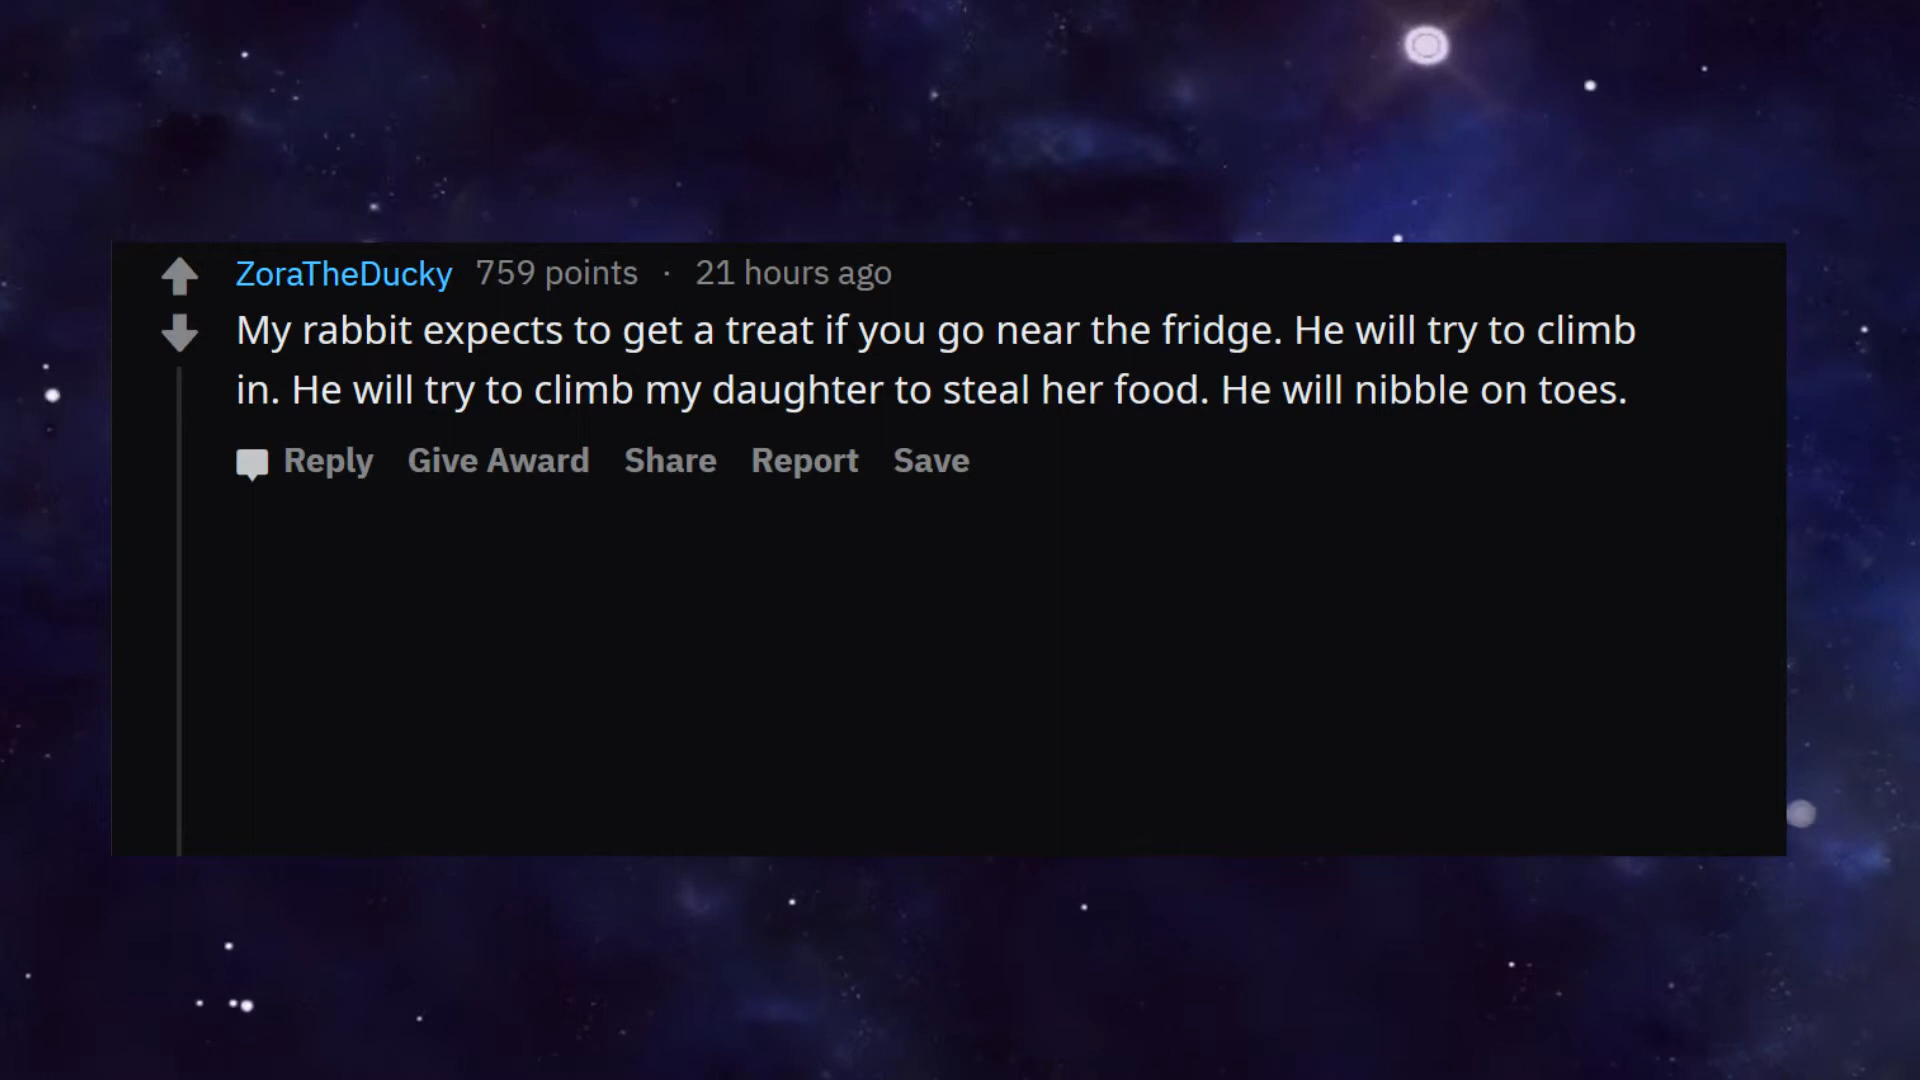 ZoraTheDucky 759 points · 21 hours ago
My rabbit expects to get a treat if you go near the fridge. He will try to climb
in. He will try to climb my daughter to steal her food. He will nibble on toes.
Reply Give Award Share Report Save